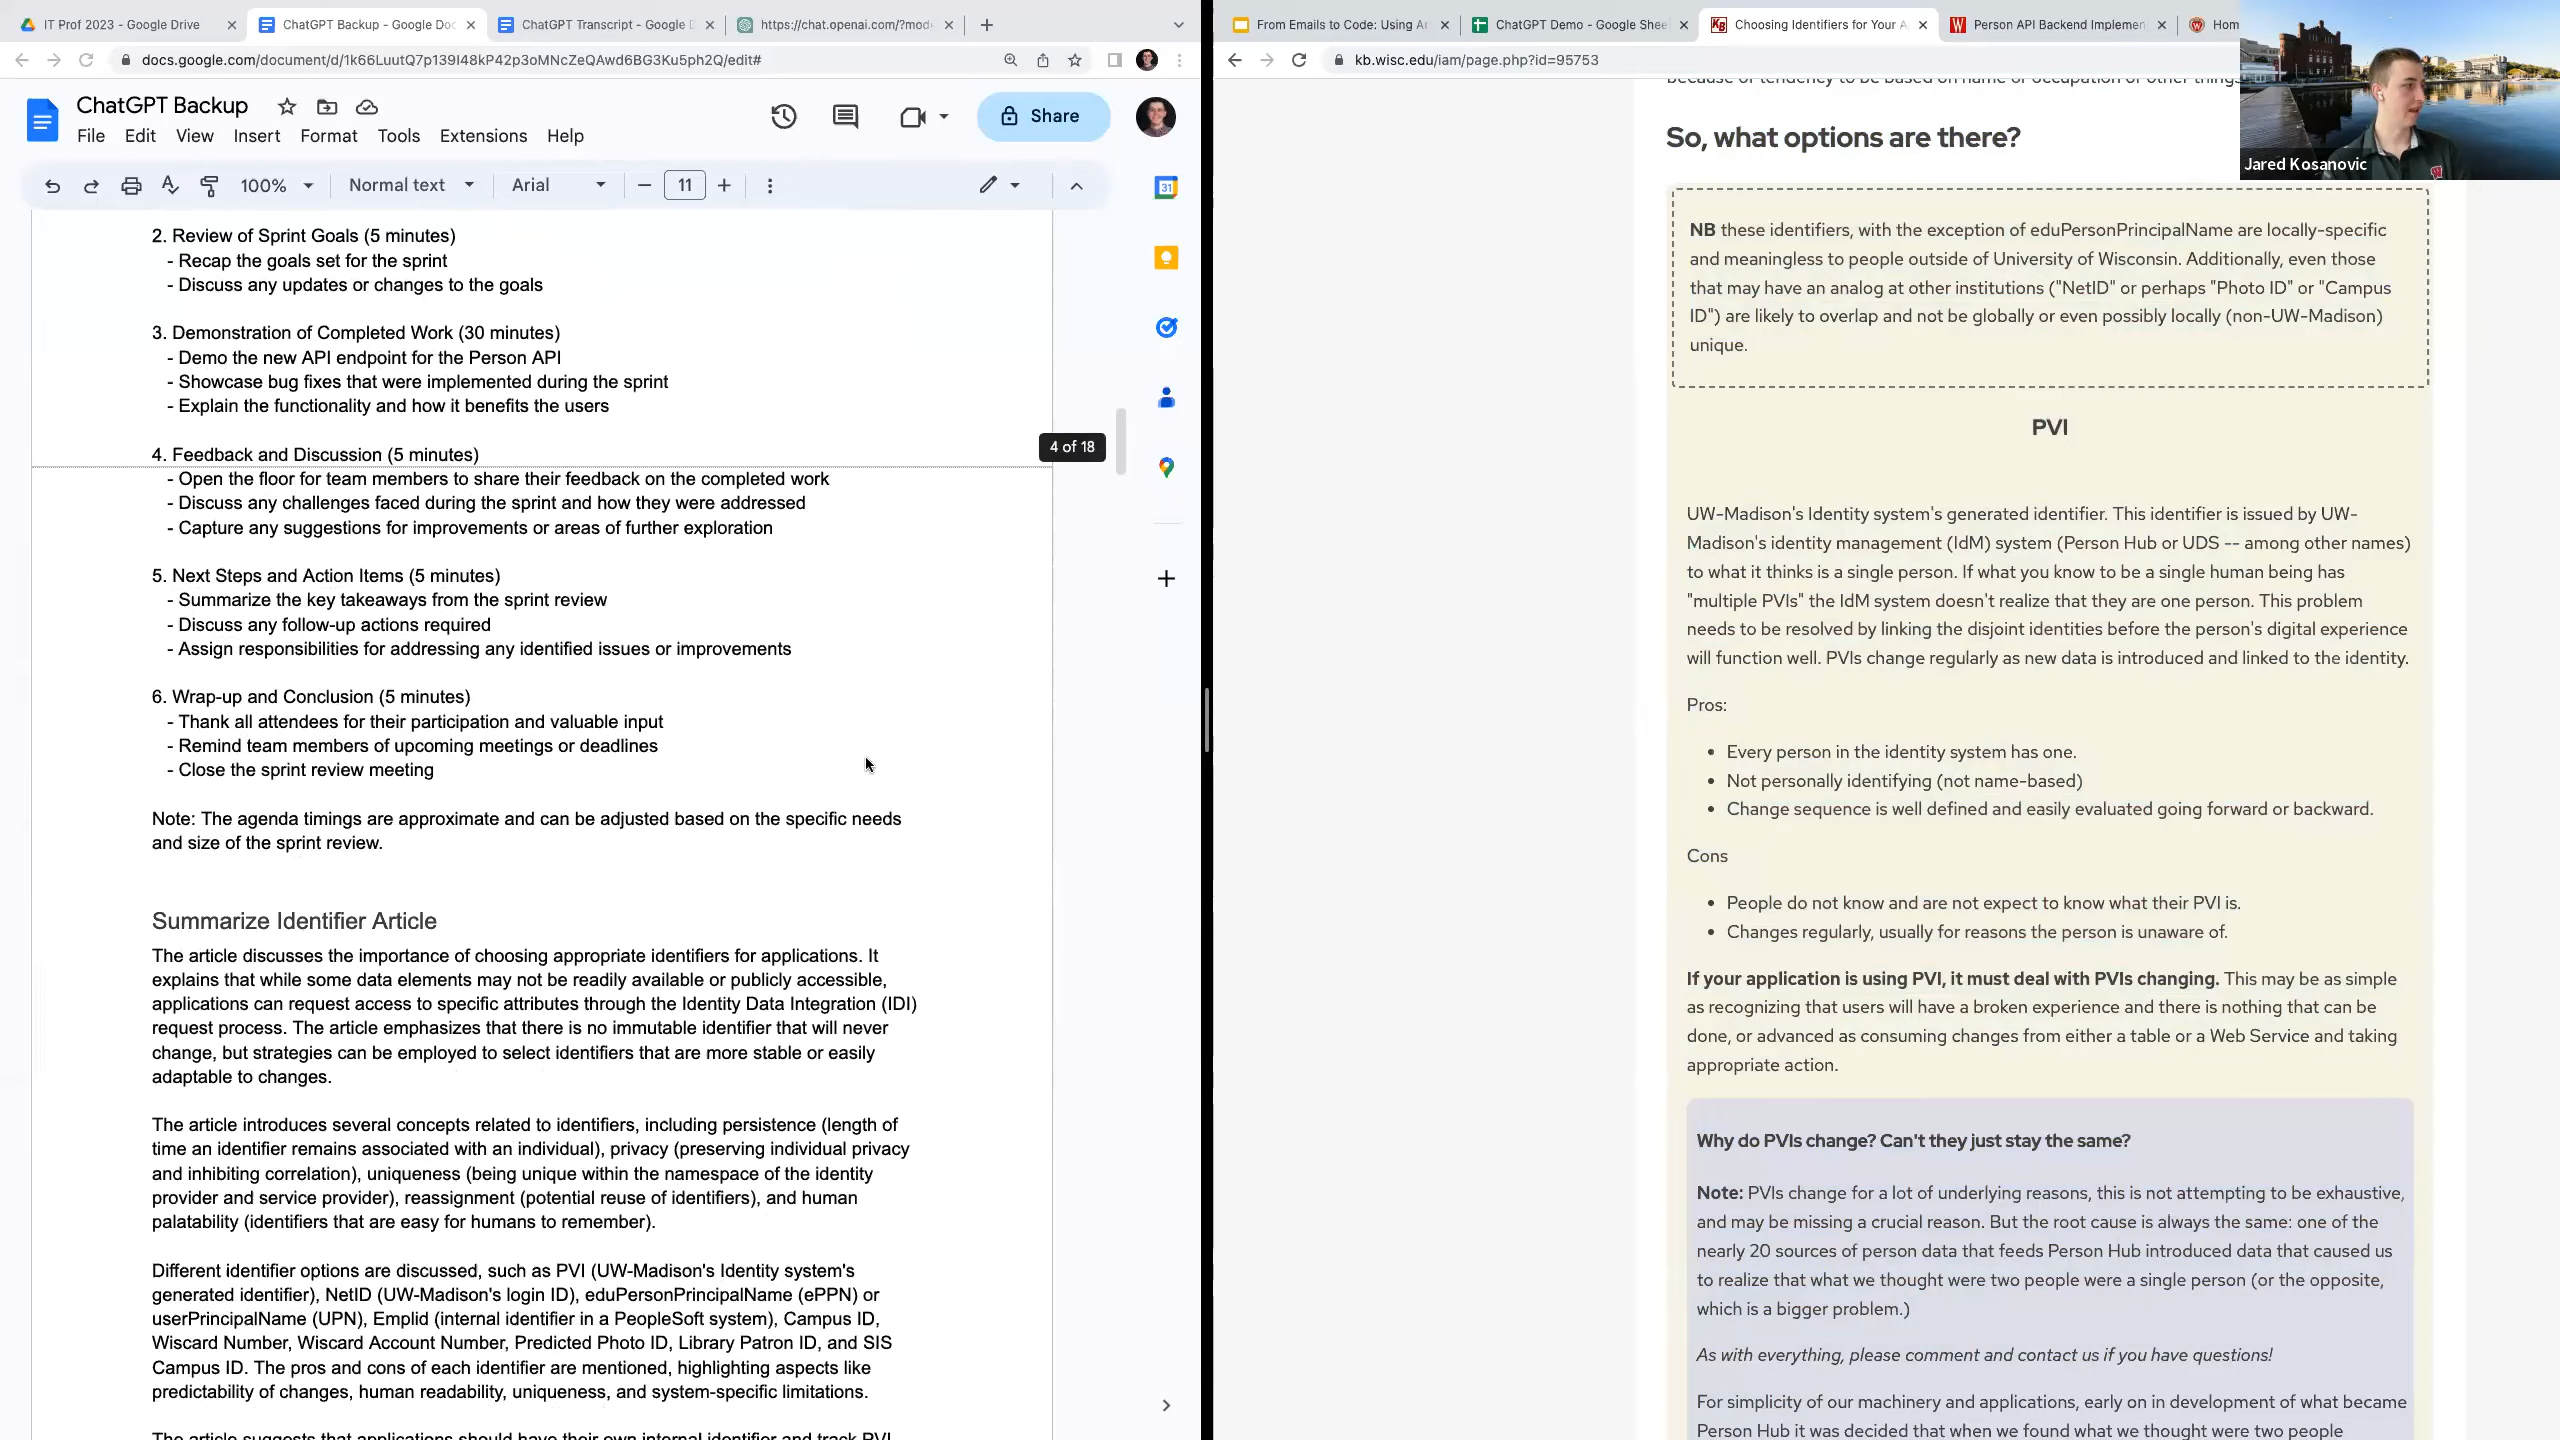 IT Prof 2023 - Google Drive
ChatGPT Backup - Google Doc
ChatGPT Transcript - Google D
https://chat.openai.com/?mod
docs.google.com/document/d/1k66LuutQ7p139I48kP42p3oMNcZeQAwd6BG3Ku5ph2Q/edit#
ChatGPT Backup
Share
File Edit View Insert Format Tools Extensions Help
100% Normal text Arial 11
31
2. Review of Sprint Goals (5 minutes)
- Recap the goals set for the sprint
- Discuss any updates or changes to the goals
3. Demonstration of Completed Work (30 minutes)
- Demo the new API endpoint for the Person API
- Showcase bug fixes that were implemented during the sprint
- Explain the functionality and how it benefits the users
4 of 18
4. Feedback and Discussion (5 minutes)
- Open the floor for team members to share their feedback on the completed work
- Discuss any challenges faced during the sprint and how they were addressed
- Capture any suggestions for improvements or areas of further exploration
5. Next Steps and Action Items (5 minutes)
- Summarize the key takeaways from the sprint review
- Discuss any follow-up actions required
- Assign responsibilities for addressing any identified issues or improvements
6. Wrap-up and Conclusion (5 minutes)
- Thank all attendees for their participation and valuable input
- Remind team members of upcoming meetings or deadlines
- Close the sprint review meeting
Note: The agenda timings are approximate and can be adjusted based on the specific needs
and size of the sprint review.
Summarize Identifier Article
The article discusses the importance of choosing appropriate identifiers for applications. It
explains that while some data elements may not be readily available or publicly accessible,
applications can request access to specific attributes through the Identity Data Integration (IDI)
request process. The article emphasizes that there is no immutable identifier that will never
change, but strategies can be employed to select identifiers that are more stable or easily
adaptable to changes.
The article introduces several concepts related to identifiers, including persistence (length of
time an identifier remains associated with an individual), privacy (preserving individual privacy
and inhibiting correlation), uniqueness (being unique within the namespace of the identity
provider and service provider), reassignment (potential reuse of identifiers), and human
palatability (identifiers that are easy for humans to remember).
Different identifier options are discussed, such as PVI (UW-Madison's Identity system's
generated identifier), NetID (UW-Madison's login ID), eduPersonPrincipalName (ePPN) or
userPrincipalName (UPN), Emplid (internal identifier in a PeopleSoft system), Campus ID,
Wiscard Number, Wiscard Account Number, Predicted Photo ID, Library Patron ID, and SIS
Campus ID. The pros and cons of each identifier are mentioned, highlighting aspects like
predictability of changes, human readability, uniqueness, and system-specific limitations.
The article suggests that applications should have their own internal identifier and track PVI
From Emails to Code: Using A
ChatGPT Demo - Google Shee
Choosing Identifiers for Your A
Person API Backend Implemen
Hom
kb.wisc.edu/iam/page.php?id=95753
because of tendency to be based on name or occupation or other things
Jared Kosanovic
So, what options are there?
NB these identifiers, with the exception of eduPersonPrincipalName are locally-specific
and meaningless to people outside of University of Wisconsin. Additionally, even those
that may have an analog at other institutions ("NetID" or perhaps "Photo ID" or "Campus
ID") are likely to overlap and not be globally or even possibly locally (non-UW-Madison)
unique.
PVI
UW-Madison's Identity system's generated identifier. This identifier is issued by UW-
Madison's identity management (IdM) system (Person Hub or UDS -- among other names)
to what it thinks is a single person. If what you know to be a single human being has
"multiple PVIs" the IdM system doesn't realize that they are one person. This problem
needs to be resolved by linking the disjoint identities before the person's digital experience
will function well. PVIs change regularly as new data is introduced and linked to the identity.
Pros:
• Every person in the identity system has one.
• Not personally identifying (not name-based)
• Change sequence is well defined and easily evaluated going forward or backward.
Cons
• People do not know and are not expect to know what their PVI is.
• Changes regularly, usually for reasons the person is unaware of.
If your application is using PVI, it must deal with PVIs changing. This may be as simple
as recognizing that users will have a broken experience and there is nothing that can be
done, or advanced as consuming changes from either a table or a Web Service and taking
appropriate action.
Why do PVIs change? Can't they just stay the same?
Note: PVIs change for a lot of underlying reasons, this is not attempting to be exhaustive,
and may be missing a crucial reason. But the root cause is always the same: one of the
nearly 20 sources of person data that feeds Person Hub introduced data that caused us
to realize that what we thought were two people were a single person (or the opposite,
which is a bigger problem.)
As with everything, please comment and contact us if you have questions!
For simplicity of our machinery and applications, early on in development of what became
Person Hub it was decided that when we found what we thought were two people